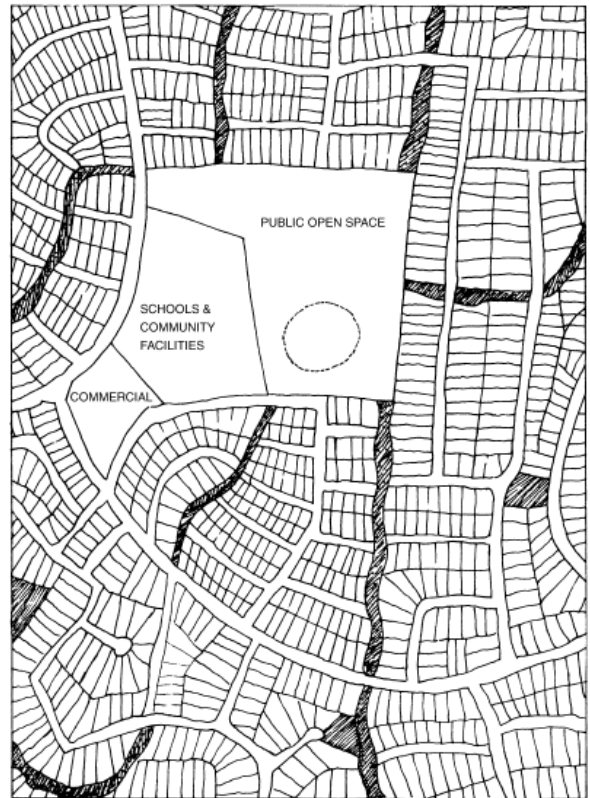 PUBLIC OPEN SPACE
SCHOOLS &
COMMUNITY
FACILITIES
COMMERCIAL